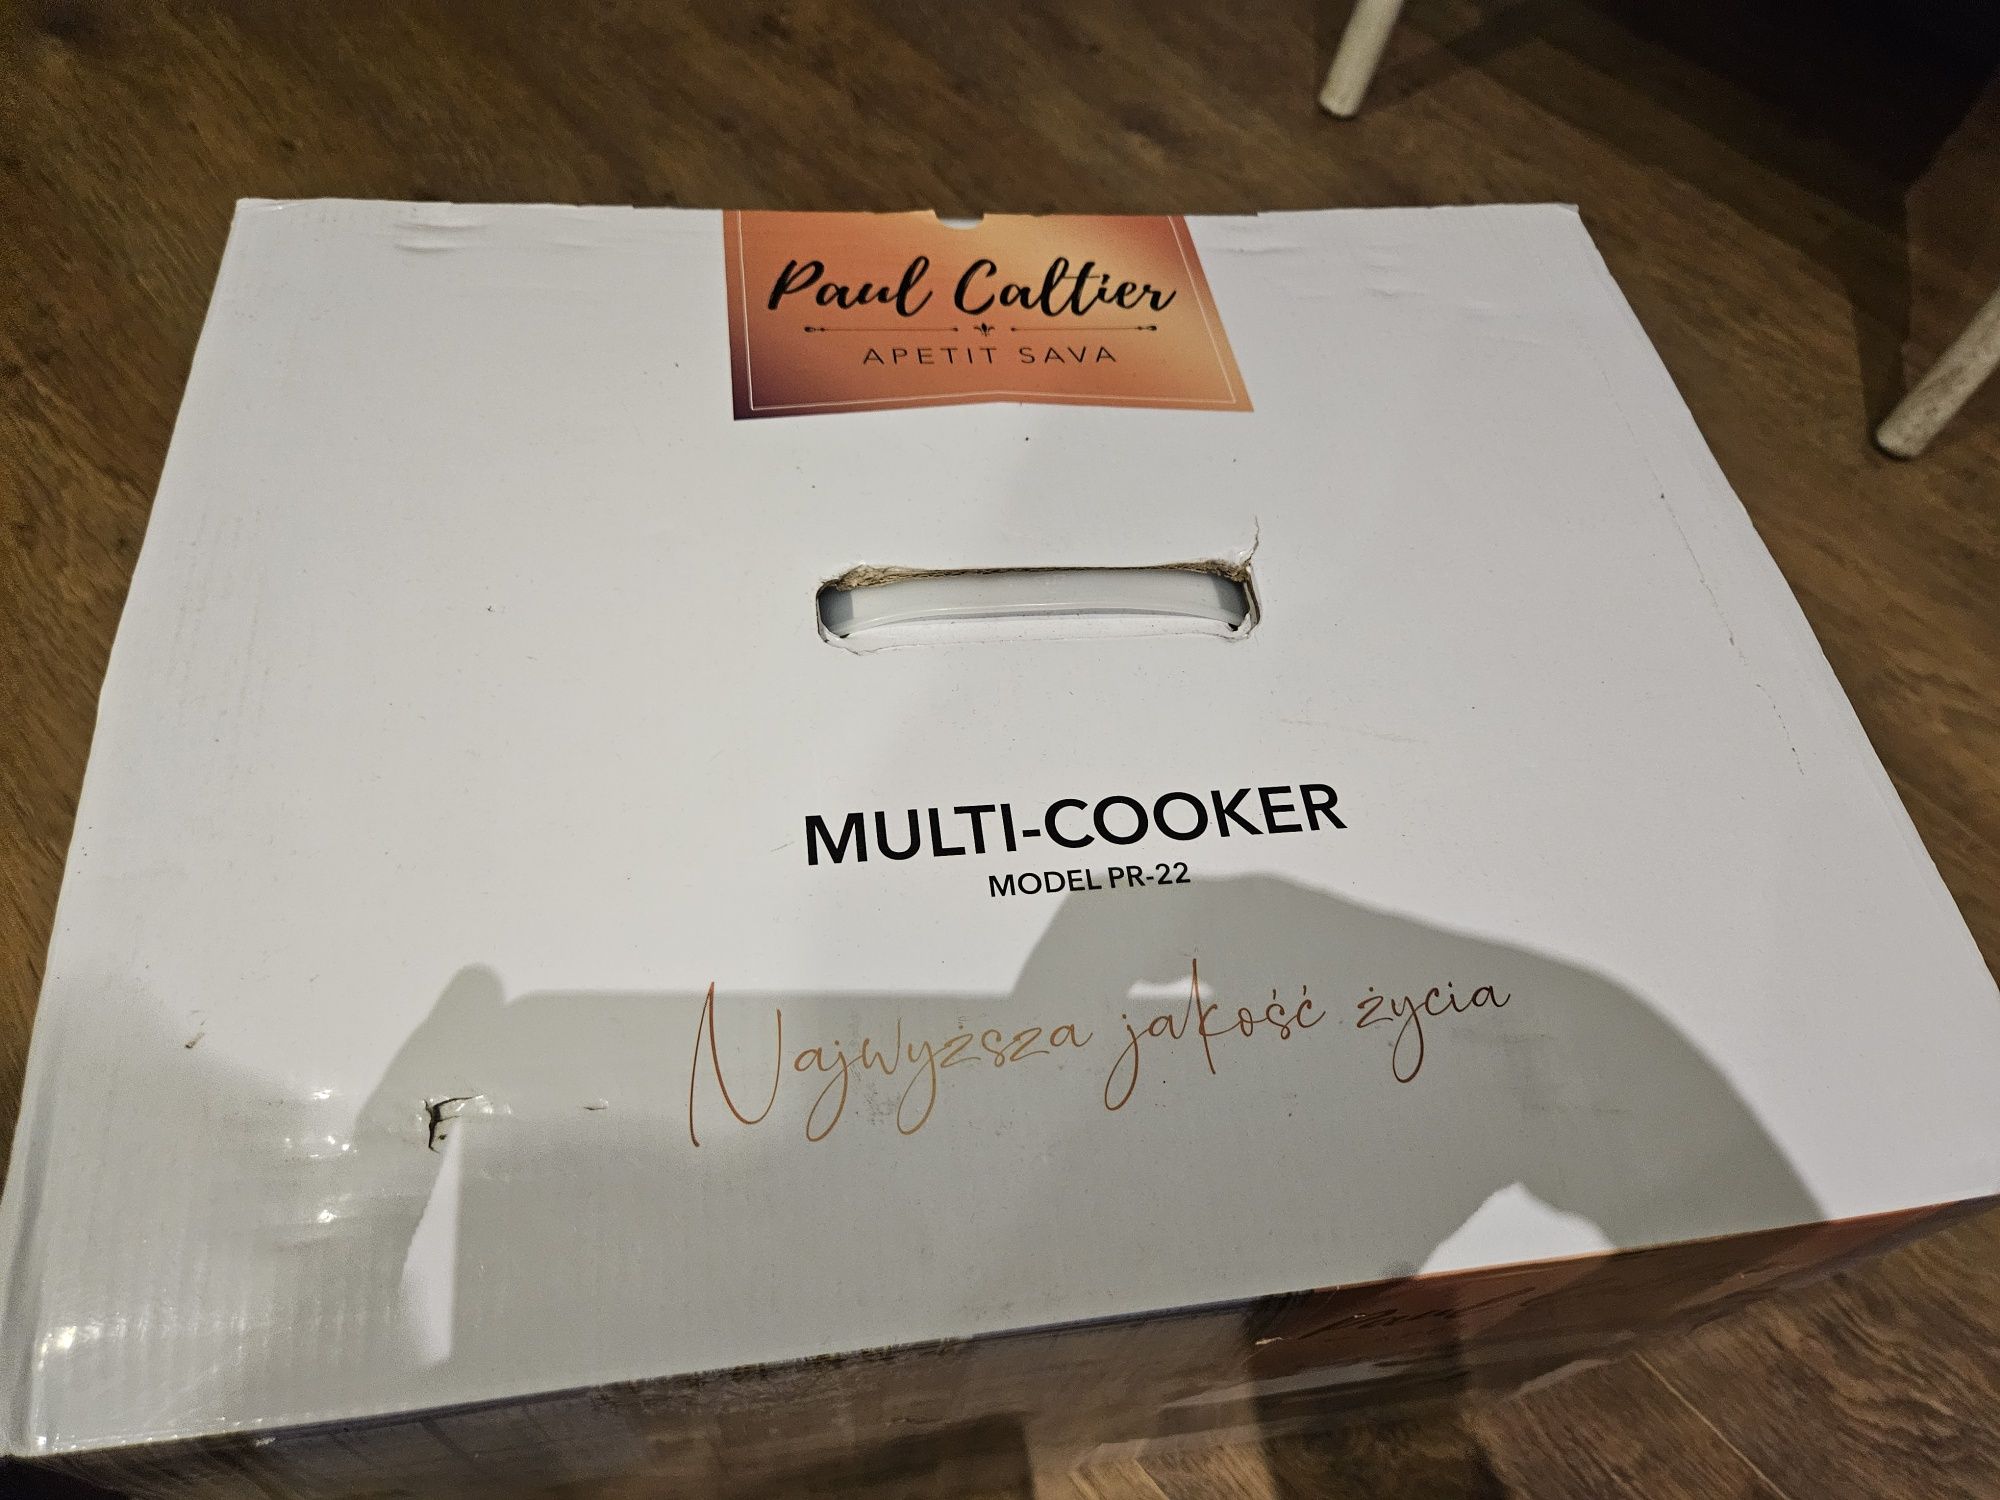 Paul Caltier
APETIT SAVA
MULTI-COOKER
MODEL PR-22
Najwyższa jakość życia